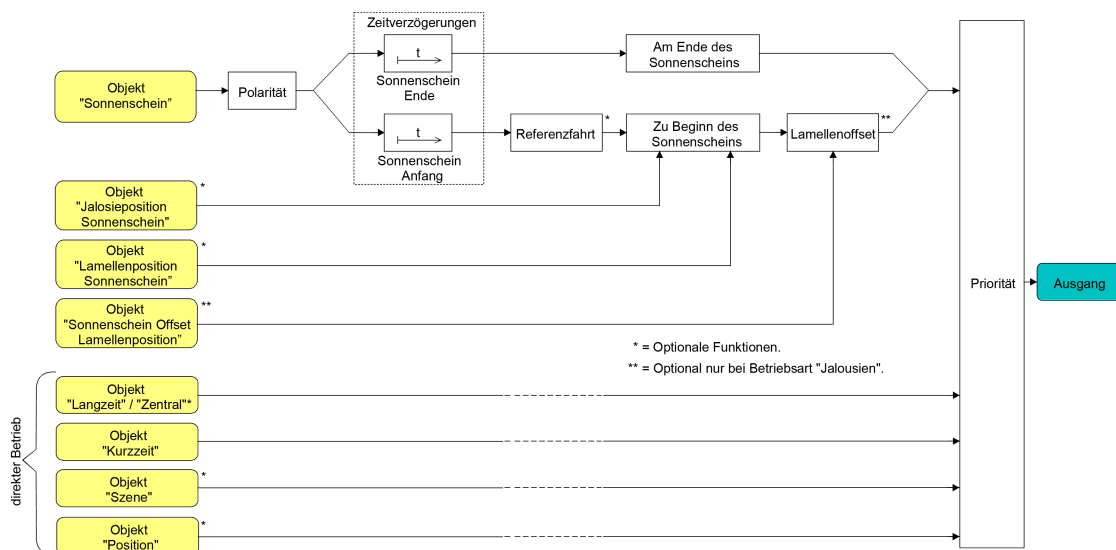 Zeitverzögerungen
t
Sonnenschein
Ende
Am Ende des
Sonnenscheins
Objekt
"Sonnenschein"
Polarität
t
Sonnenschein
Anfang
Referenzfahrt
*
Zu Beginn des
Sonnenscheins
Lamellenoffset
**
Objekt
"Jalosieposition
Sonnenschein"
*
Objekt
"Lamellenposition
Sonnenschein"
*
Objekt
"Sonnenschein Offset
Lamellenposition"
**
Priorität
Ausgang
* = Optionale Funktionen.
** = Optional nur bei Betriebsart "Jalousien".
direkter Betrieb
Objekt
"Langzeit" / "Zentral"*
Objekt
"Kurzzeit"
Objekt
"Szene"
*
Objekt
"Position"
*